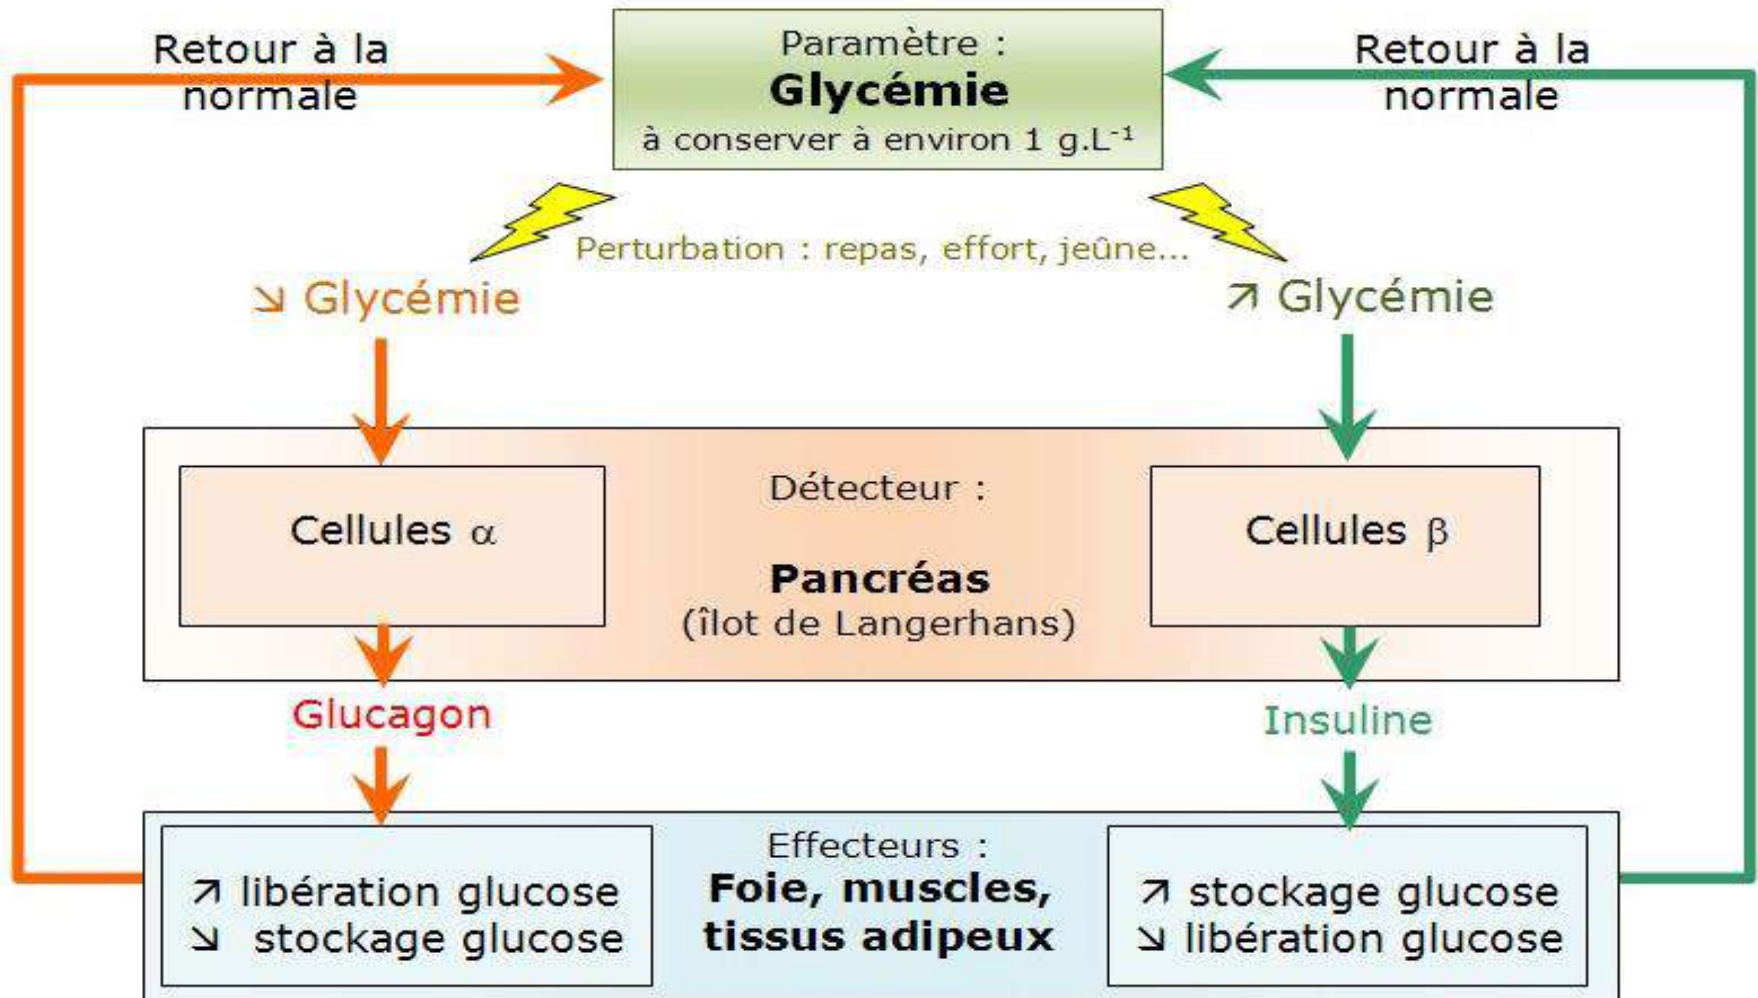 Retour à la
normale
Paramètre :
Glycémie
à conserver à environ 1 g.L⁻¹
Retour à la
normale
Perturbation : repas, effort, jeûne...
↘ Glycémie
↗ Glycémie
Cellules α
Détecteur :
Pancréas
(îlot de Langerhans)
Cellules β
Glucagon
Insuline
↗ libération glucose
↘ stockage glucose
Effecteurs :
Foie, muscles,
tissus adipeux
↗ stockage glucose
↘ libération glucose